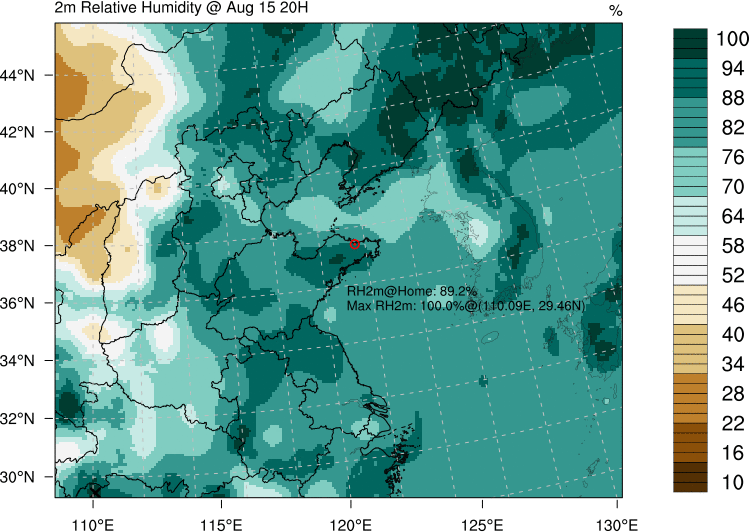 2m Relative Humidity @ Aug 15 20H
%
44°N
42°N
40°N
38°N
36°N
34°N
32°N
30°N
110°E
115°E
120°E
125°E
130°E
RH2m@Home: 89.2%
Max RH2m: 100.0%@(110.09E, 29.46N)
100
94
88
82
76
70
64
58
52
46
40
34
28
22
16
10